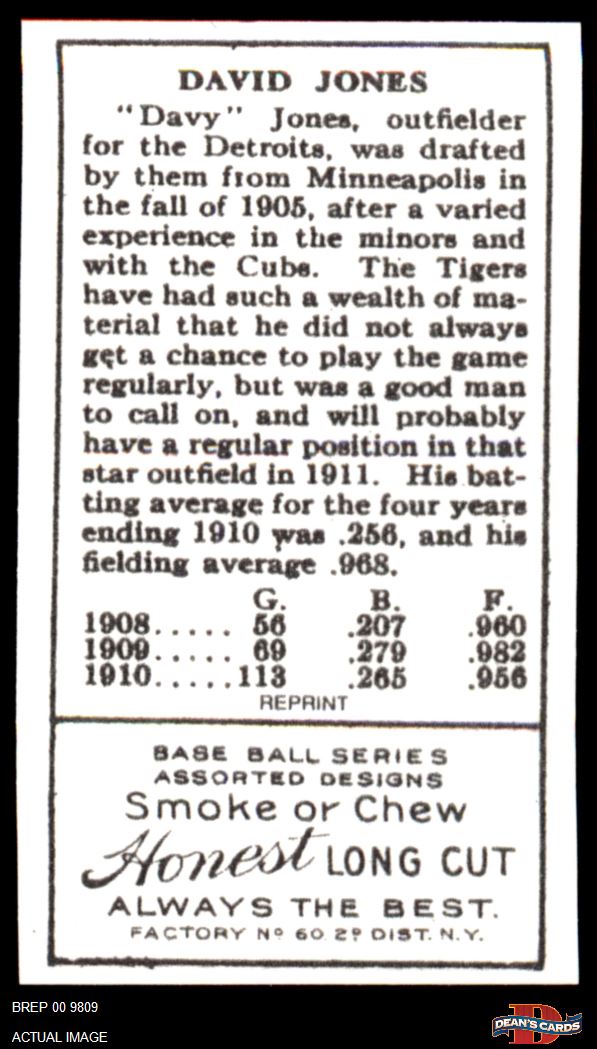 DAVID JONES
"Davy" Jones, outfielder
for the Detroits, was drafted
by them from Minneapolis in
the fall of 1905, after a varied
experience in the minors and
with the Cubs. The Tigers
have had such a wealth of ma-
terial that he did not always
get a chance to play the game
regularly, but was a good man
to call on, and will probably
have a regular position in that
star outfield in 1911. His bat-
ting average for the four years
ending 1910 was .256, and his
fielding average .968.
G. B. F.
1908..... 56 .207 .960
1909..... 69 .279 .982
1910.....113 .265 .956
REPRINT
BASE BALL SERIES
ASSORTED DESIGNS
Smoke or Chew
Honest LONG CUT
ALWAYS THE BEST.
FACTORY Nº 60 2ᴰ DIST. N.Y.
BREP 00 9809
ACTUAL IMAGE
D
DEAN'S CARDS